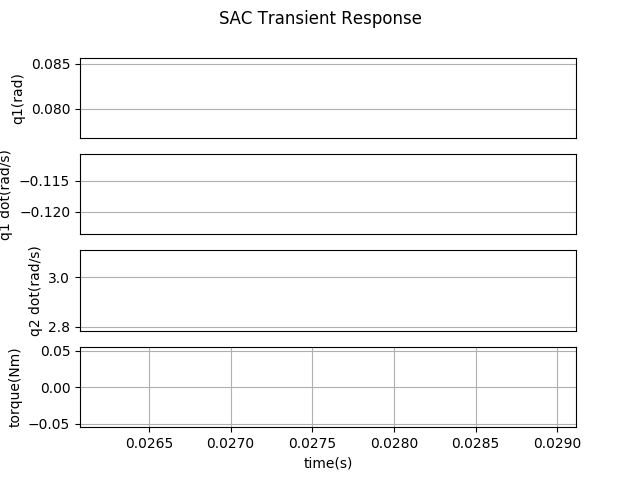 SAC Transient Response
0.085
0.080
q1(rad)
−0.115
−0.120
q1 dot(rad/s)
3.0
2.8
q2 dot(rad/s)
0.05
0.00
−0.05
torque(Nm)
0.0265 0.0270 0.0275 0.0280 0.0285 0.0290
time(s)